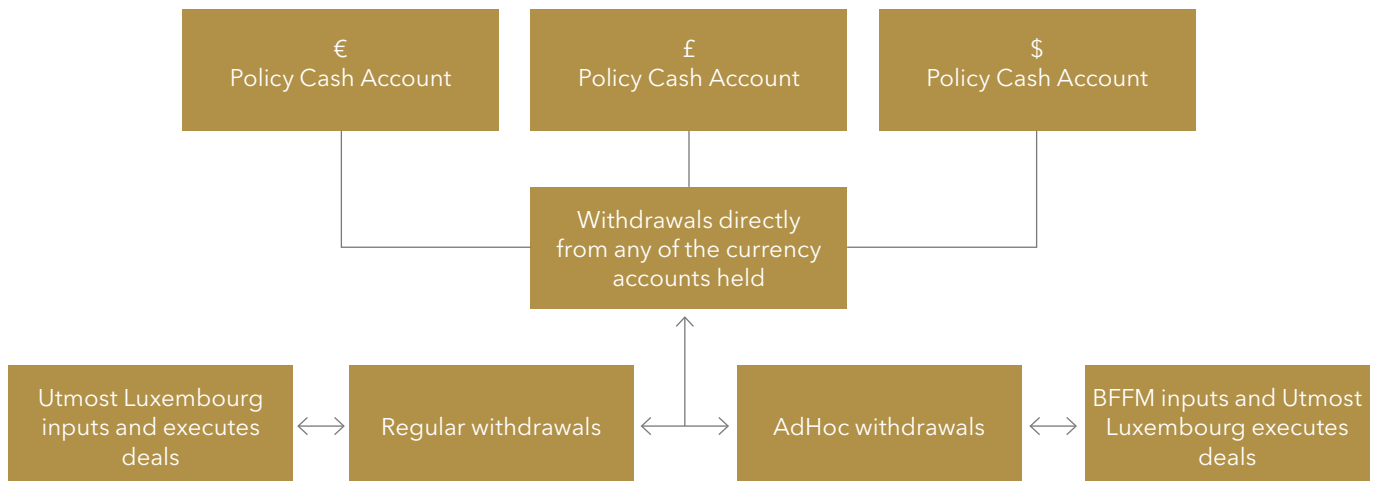 €
Policy Cash Account
£
Policy Cash Account
$
Policy Cash Account
Withdrawals directly
from any of the currency
accounts held
Utmost Luxembourg
inputs and executes
deals
Regular withdrawals
AdHoc withdrawals
BFFM inputs and Utmost
Luxembourg executes
deals